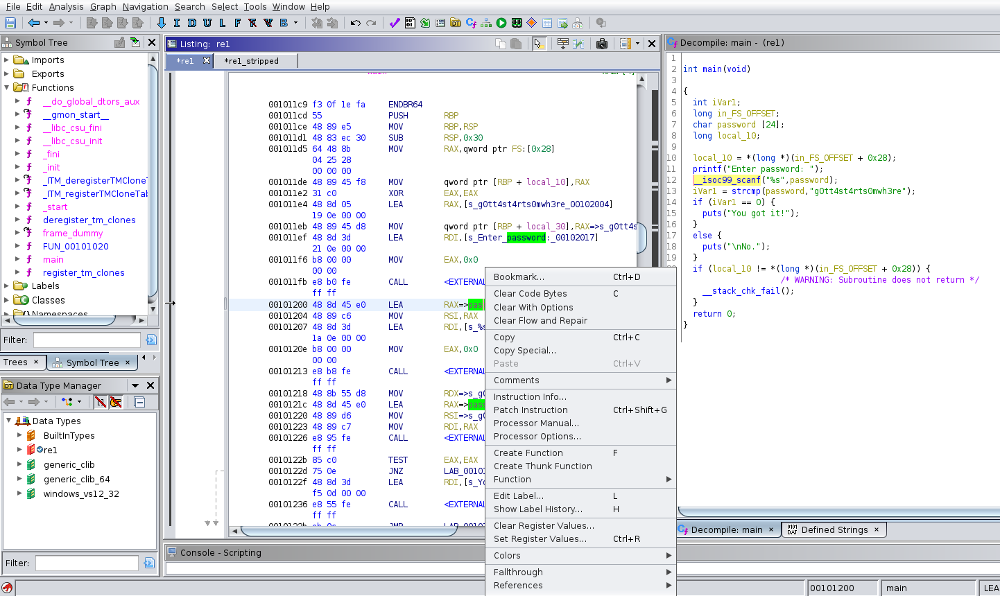 File Edit Analysis Graph Navigation Search Select Tools Window Help
I D U L F R V B
Symbol Tree
Imports
Exports
Functions
__do_global_dtors_aux
__gmon_start__
__libc_csu_fini
__libc_csu_init
_fini
_init
_ITM_deregisterTMClone
_ITM_registerTMCloneTab
_start
deregister_tm_clones
frame_dummy
FUN_00101020
main
register_tm_clones
Labels
Classes
Namespaces
Filter:
Trees ×
Symbol Tree ×
Data Type Manager
Data Types
BuiltInTypes
re1
generic_clib
generic_clib_64
windows_vs12_32
Filter:
Listing: re1
*re1
*re1_stripped
main
001011c9 f3 0f 1e fa ENDBR64
001011cd 55 PUSH RBP
001011ce 48 89 e5 MOV RBP,RSP
001011d1 48 83 ec 30 SUB RSP,0x30
001011d5 64 48 8b MOV RAX,qword ptr FS:[0x28]
04 25 28
00 00 00
001011de 48 89 45 f8 MOV qword ptr [RBP + local_10],RAX
001011e2 31 c0 XOR EAX,EAX
001011e4 48 8d 05 LEA RAX,[s_g0tt4st4rts0mwh3re_00102004]
19 0e 00 00
001011eb 48 89 45 d8 MOV qword ptr [RBP + local_30],RAX=>s_g0tt4s
001011ef 48 8d 3d LEA RDI,[s_Enter_password:_00102017]
21 0e 00 00
001011f6 b8 00 00 MOV EAX,0x0
00 00
001011fb e8 b0 fe CALL <EXTERNAL
ff ff
00101200 48 8d 45 e0 LEA RAX=>pas
00101204 48 89 c6 MOV RSI,RAX
00101207 48 8d 3d LEA RDI,[s_%s
1a 0e 00 00
0010120e b8 00 00 MOV EAX,0x0
00 00
00101213 e8 b8 fe CALL <EXTERNAL
ff ff
00101218 48 8b 55 d8 MOV RDX=>s_g0
0010121c 48 8d 45 e0 LEA RAX=>pass
00101220 48 89 d6 MOV RSI=>s_g0
00101223 48 89 c7 MOV RDI,RAX
00101226 e8 95 fe CALL <EXTERNAL
ff ff
0010122b 85 c0 TEST EAX,EAX
0010122d 75 0e JNZ LAB_0010
0010122f 48 8d 3d LEA RDI,[s_Yo
f5 0d 00 00
00101236 e8 55 fe CALL <EXTERNAL
ff ff
Bookmark... Ctrl+D
Clear Code Bytes C
Clear With Options
Clear Flow and Repair
Copy Ctrl+C
Copy Special...
Paste Ctrl+V
Comments
Instruction Info...
Patch Instruction Ctrl+Shift+G
Processor Manual...
Processor Options...
Create Function F
Create Thunk Function
Function
Edit Label... L
Show Label History... H
Clear Register Values...
Set Register Values... Ctrl+R
Colors
Fallthrough
References
Decompile: main - (re1)
1
2 int main(void)
3
4 {
5 int iVar1;
6 long in_FS_OFFSET;
7 char password [24];
8 long local_10;
9
10 local_10 = *(long *)(in_FS_OFFSET + 0x28);
11 printf("Enter password: ");
12 __isoc99_scanf("%s",password);
13 iVar1 = strcmp(password,"g0tt4st4rts0mwh3re");
14 if (iVar1 == 0) {
15 puts("You got it!");
16 }
17 else {
18 puts("\nNo.");
19 }
if (local_10 != *(long *)(in_FS_OFFSET + 0x28)) {
/* WARNING: Subroutine does not return */
__stack_chk_fail();
}
return 0;
}
Decompile: main ×
Defined Strings ×
Console - Scripting
00101200
main
LEA